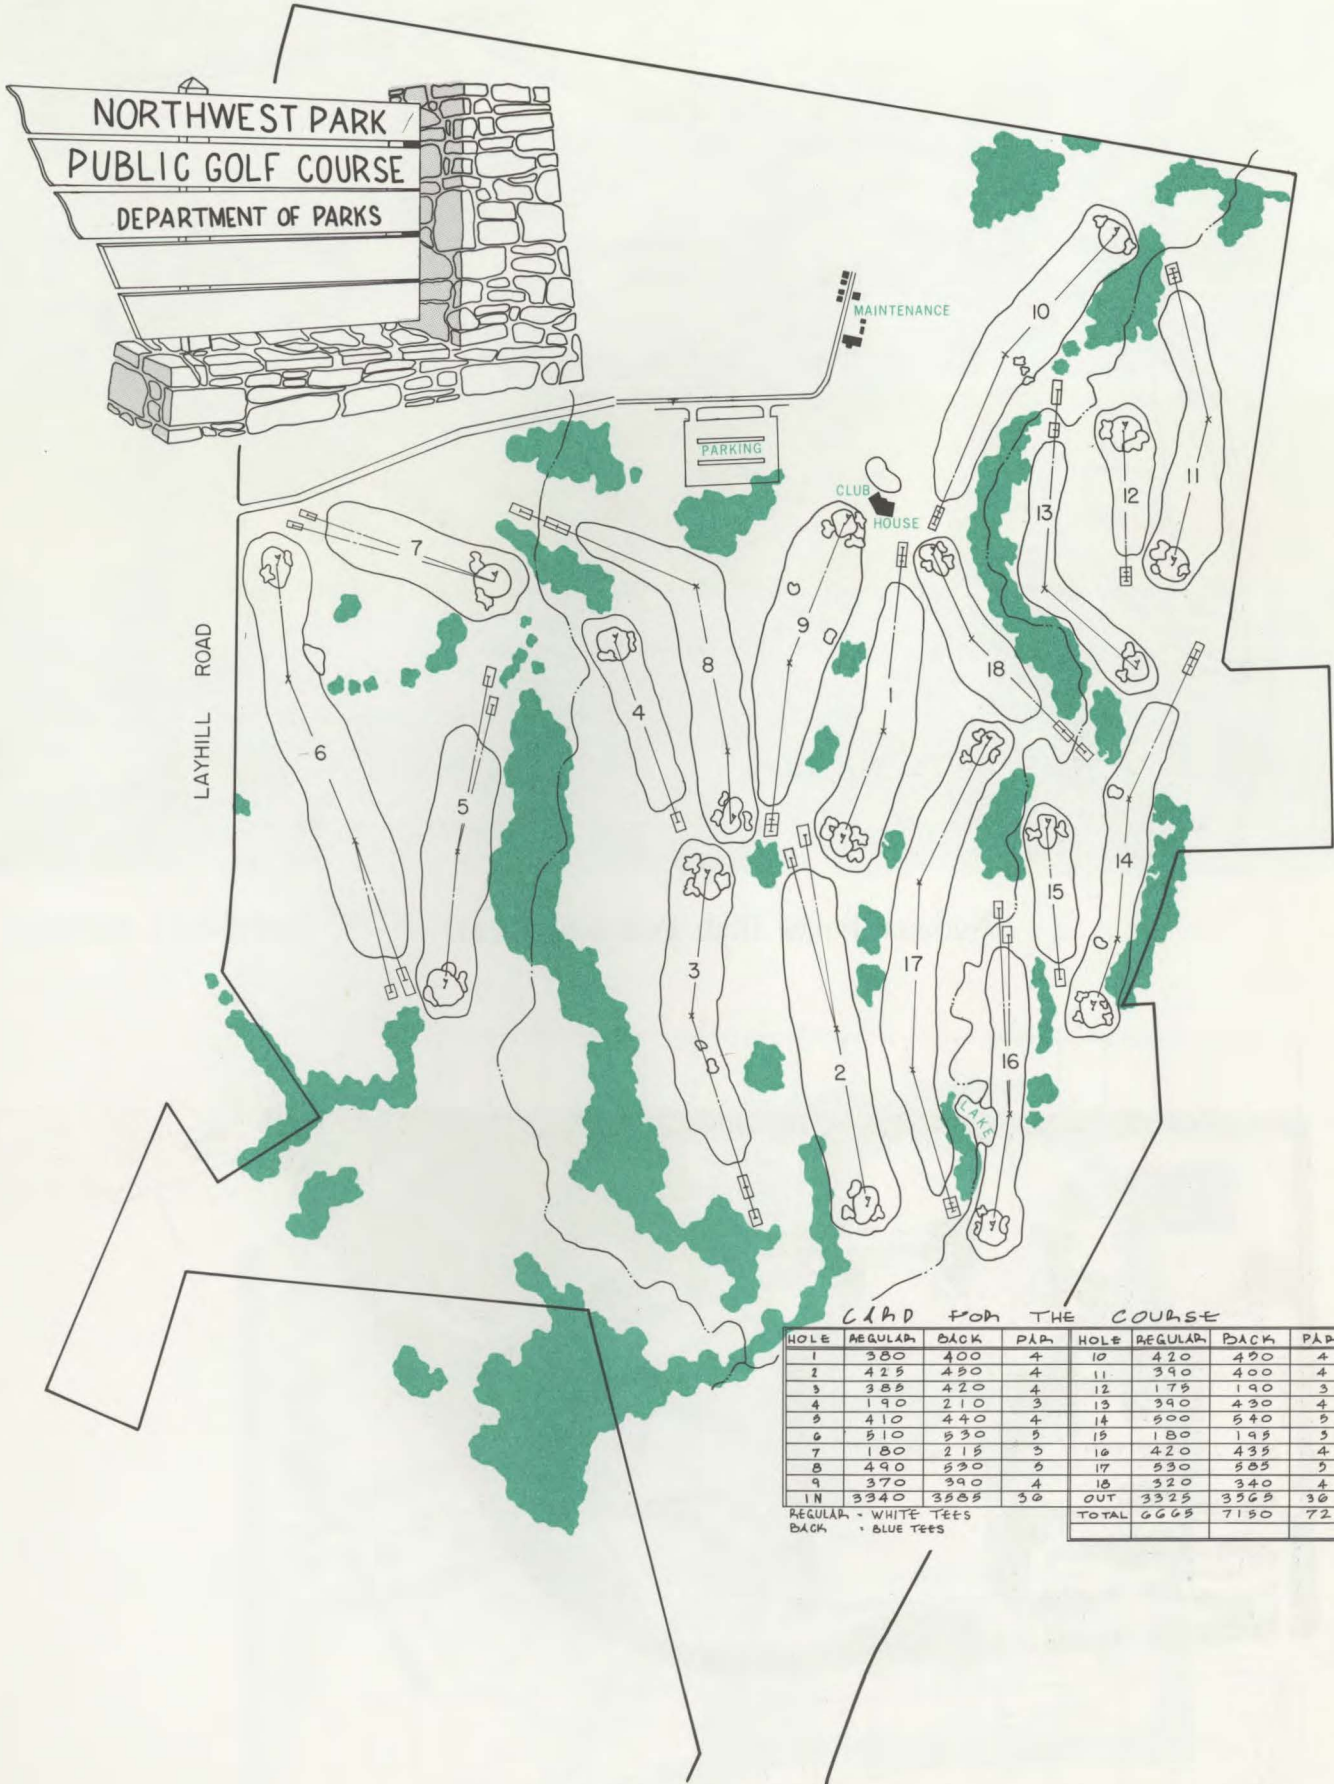 NORTHWEST PARK
PUBLIC GOLF COURSE
DEPARTMENT OF PARKS
MAINTENANCE
10
PARKING
CLUB
HOUSE
11
12
13
7
9
8
18
1
4
LAYHILL ROAD
6
5
14
15
3
17
2
16
LAKE
CARD FOR THE COURSE
HOLE REGULAR BACK PAR HOLE REGULAR BACK PAR
1 380 400 4 10 420 450 4
2 425 450 4 11 390 400 4
3 385 420 4 12 175 190 3
4 190 210 3 13 390 430 4
5 410 440 4 14 500 540 5
6 510 530 5 15 180 195 3
7 180 215 3 16 420 435 4
8 490 530 5 17 530 585 5
9 370 390 4 18 320 340 4
IN 3340 3585 36 OUT 3325 3565 36
REGULAR - WHITE TEES TOTAL 6665 7150 72
BACK : BLUE TEES